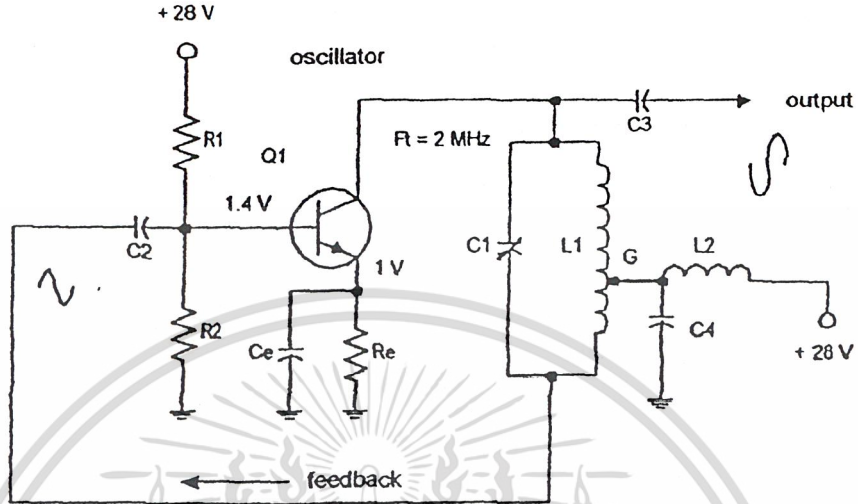 + 28 V
oscillator
output
R1
C3
Q1
Ft = 2 MHz
1.4 V
C2
C1
L1
G
L2
1 V
R2
Ce
Re
C4
+ 28 V
feedback